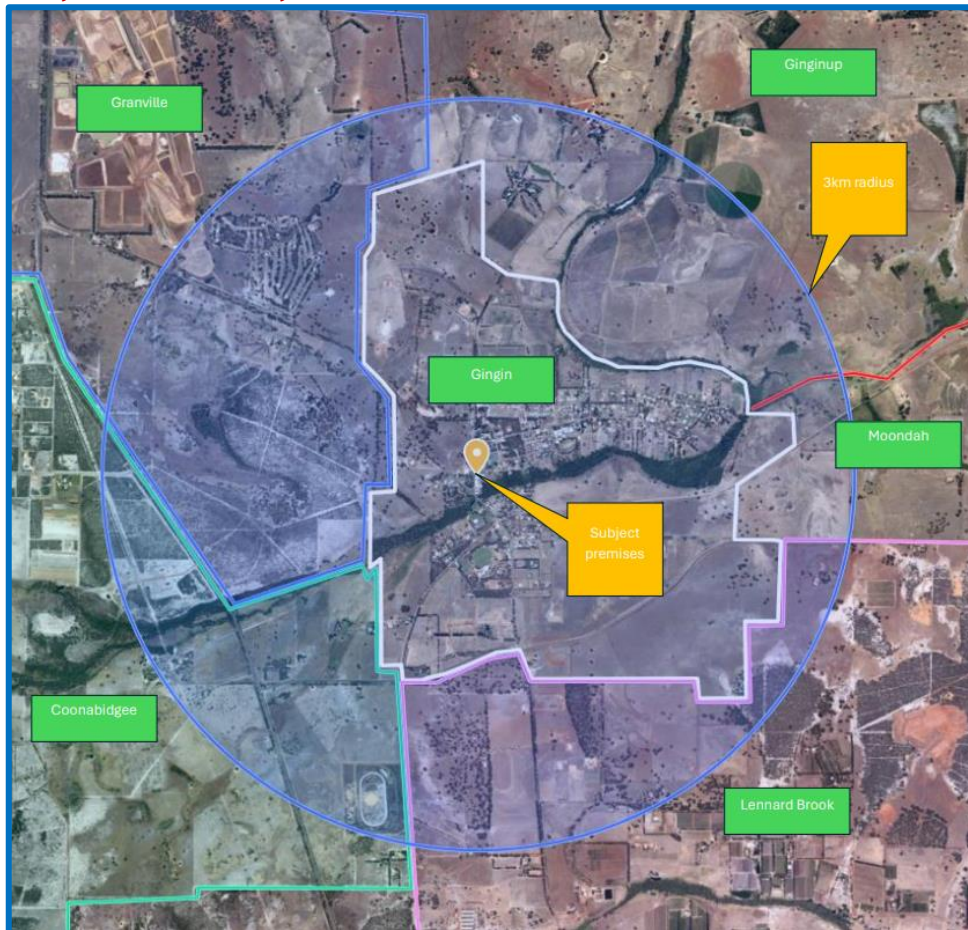 Ginginup
Granville
3km radius
Gingin
Moondah
Subject
premises
Coonabidgee
Lennard Brook